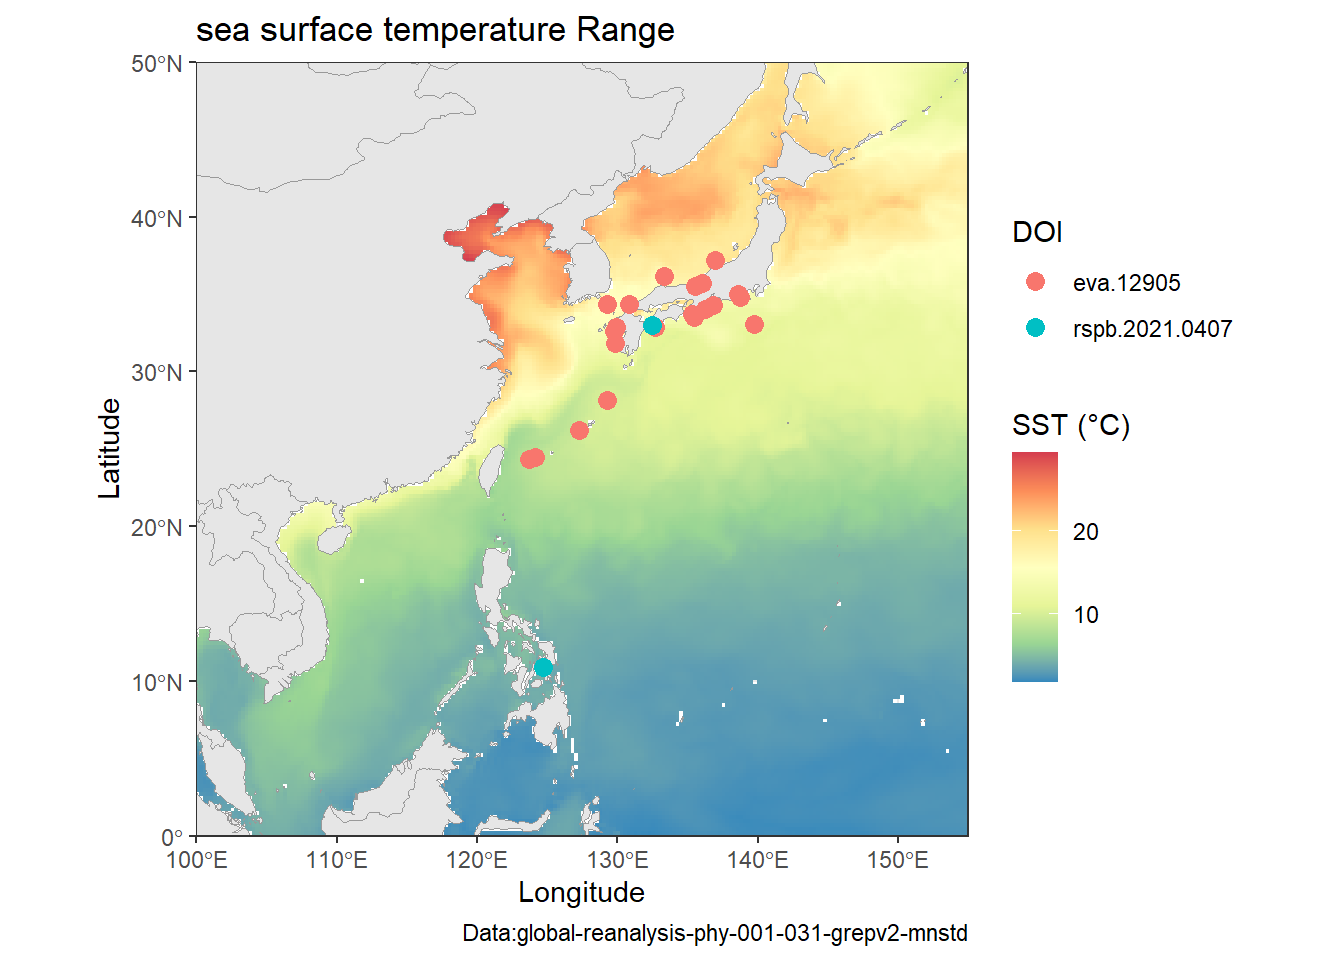 sea surface temperature Range
50°N
40°N
30°N
20°N
10°N
0°
Latitude
100°E
110°E
120°E
130°E
140°E
150°E
Longitude
Data:global-reanalysis-phy-001-031-grepv2-mnstd
DOI
eva.12905
rspb.2021.0407
SST (°C)
20
10